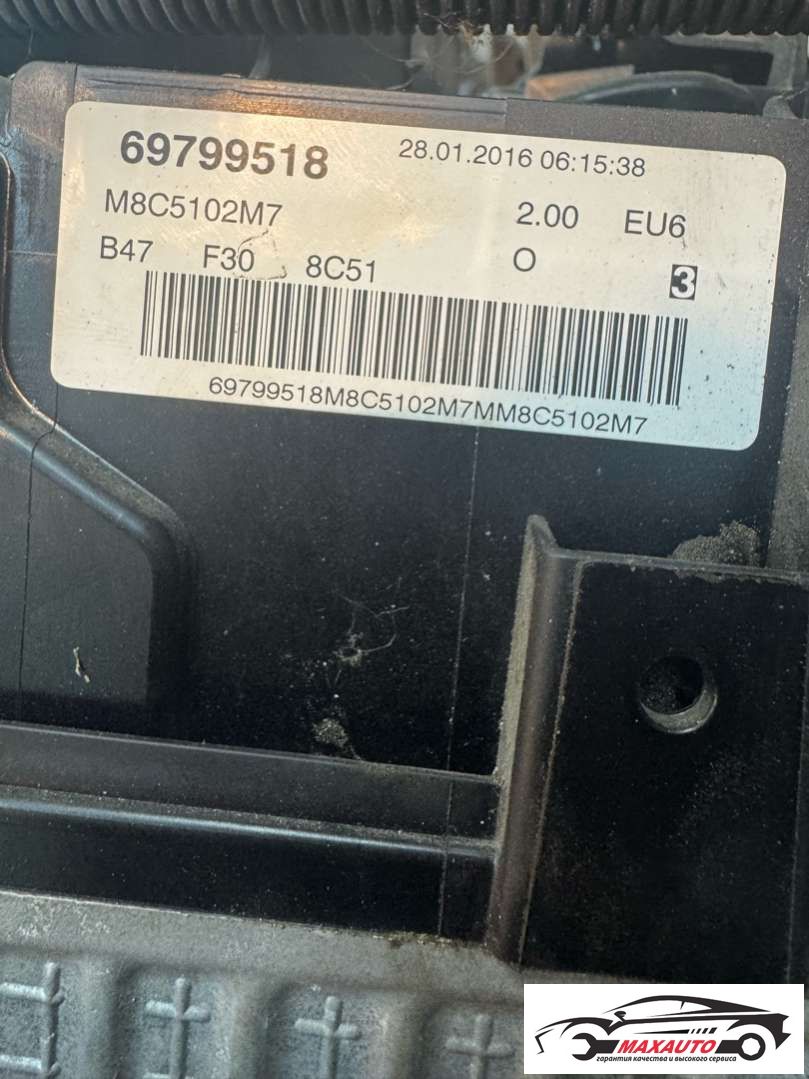 69799518 28.01.2016 06:15:38
M8C5102M7 2.00 EU6
B47 F30 8C51 O 3
69799518M8C5102M7MM8C5102M7
MAXAUTO
гарантия качества и высокого сервиса